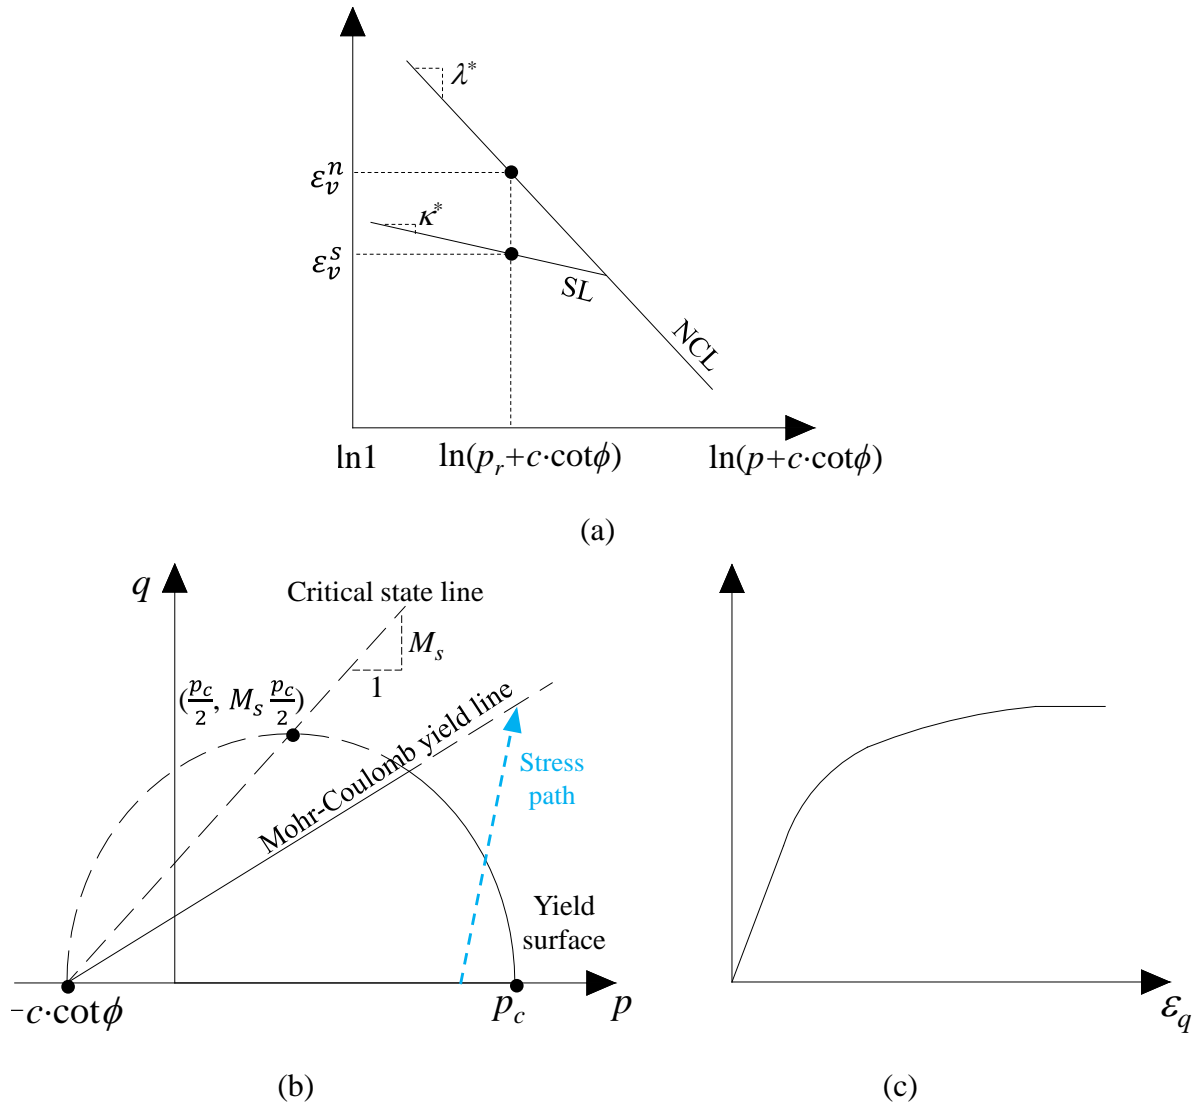 λ*
ε_v^n
κ*
ε_v^s
SL
NCL
ln1
ln(p_r+c·cotϕ)
ln(p+c·cotϕ)
(a)
q
Critical state line
M_s
1
(p_c/2, M_s p_c/2)
Mohr-Coulomb yield line
Stress
path
Yield
surface
−c·cotϕ
p_c
p
ε_q
(b)
(c)